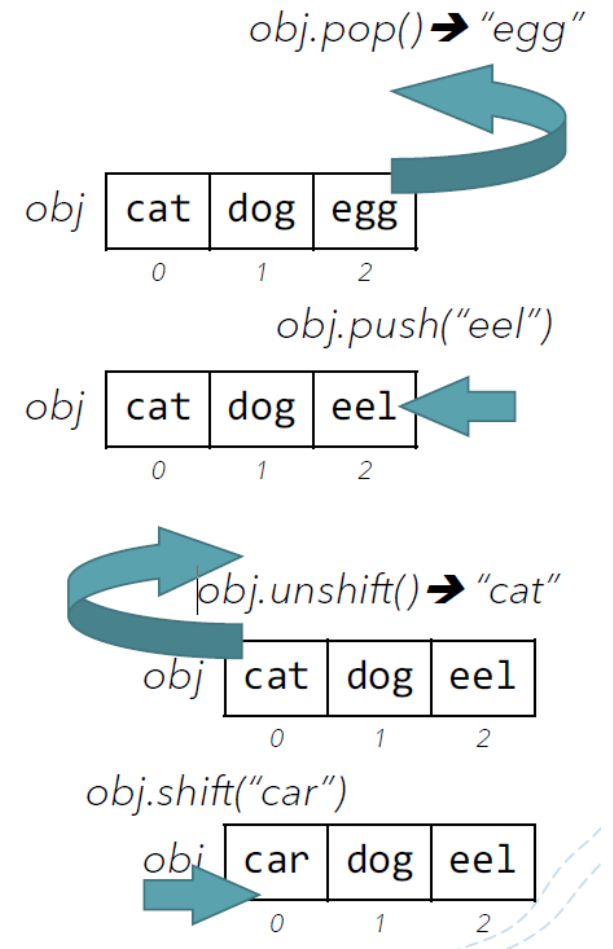 obj.pop()➔ “egg”
obj cat dog egg
0 1 2
obj.push(“eel”)
obj cat dog eel
0 1 2
obj.unshift()➔ “cat”
obj cat dog eel
0 1 2
obj.shift(“car”)
obj car dog eel
0 1 2